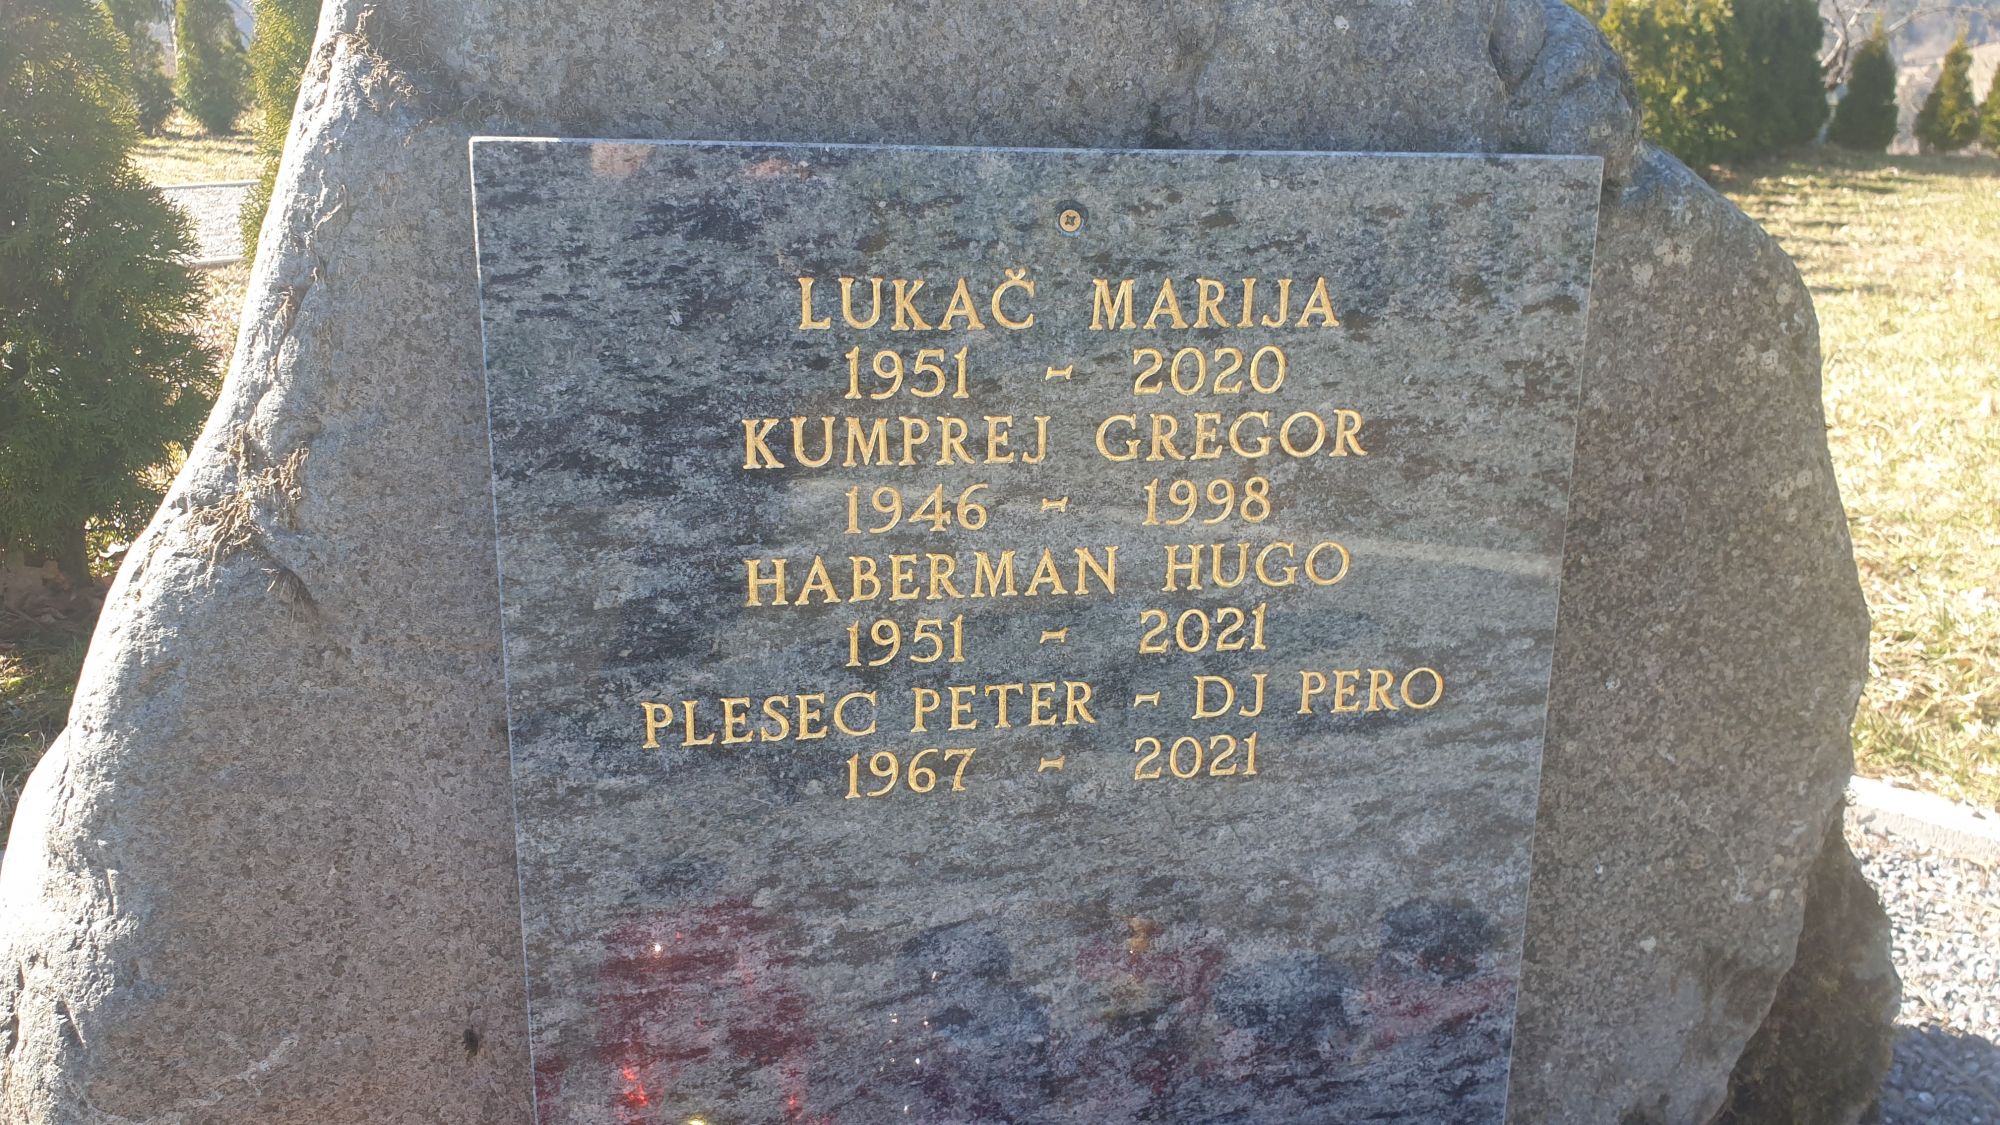 LUKAČ MARIJA
1951 - 2020
KUMPREJ GREGOR
1946 - 1998
HABERMAN HUGO
1951 - 2021
PLESEC PETER - DJ PERO
1967 - 2021